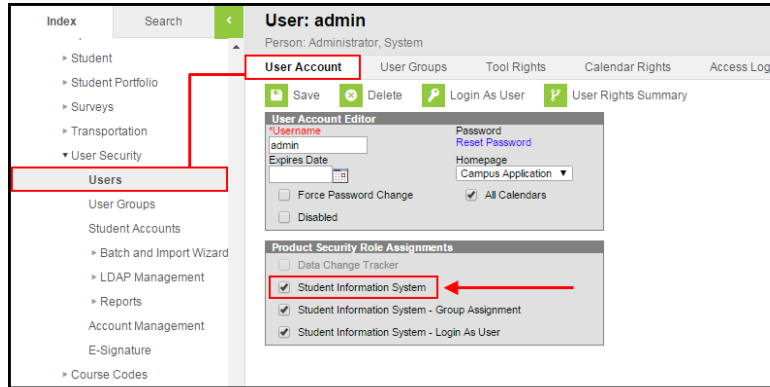 Index Search <
User: admin
Person: Administrator, System
User Account User Groups Tool Rights Calendar Rights Access Log
Save Delete Login As User User Rights Summary
Student
Student Portfolio
Surveys
Transportation
User Security
Users
User Groups
Student Accounts
Batch and Import Wizard
LDAP Management
Reports
Account Management
E-Signature
Course Codes
User Account Editor
*Username Password
admin Reset Password
Expires Date Homepage
Campus Application
Force Password Change All Calendars
Disabled
Product Security Role Assignments
Data Change Tracker
Student Information System
Student Information System - Group Assignment
Student Information System - Login As User